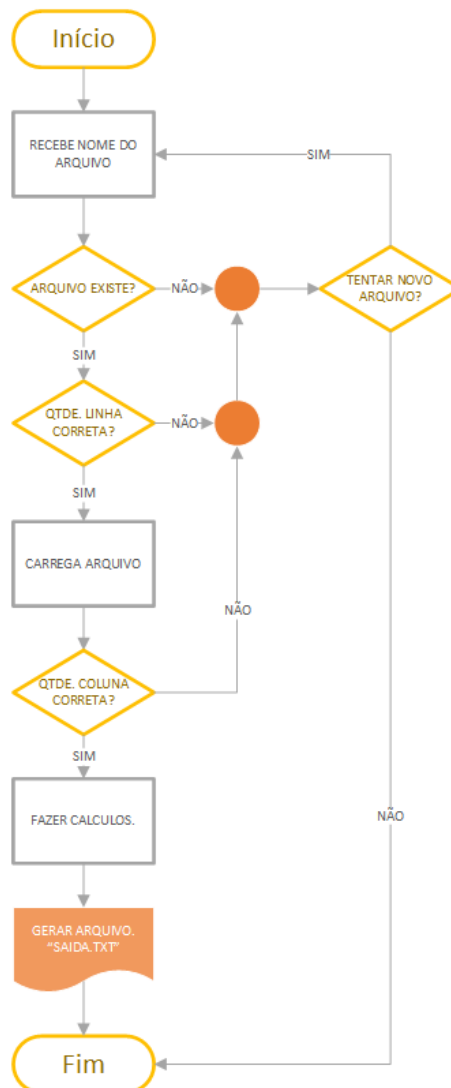 Início
RECEBE NOME DO
ARQUIVO
SIM
ARQUIVO EXISTE?
NÃO
TENTAR NOVO
ARQUIVO?
SIM
QTDE. LINHA
CORRETA?
NÃO
SIM
CARREGA ARQUIVO
NÃO
QTDE. COLUNA
CORRETA?
SIM
FAZER CALCULOS.
NÃO
GERAR ARQUIVO.
“SAIDA.TXT”
Fim